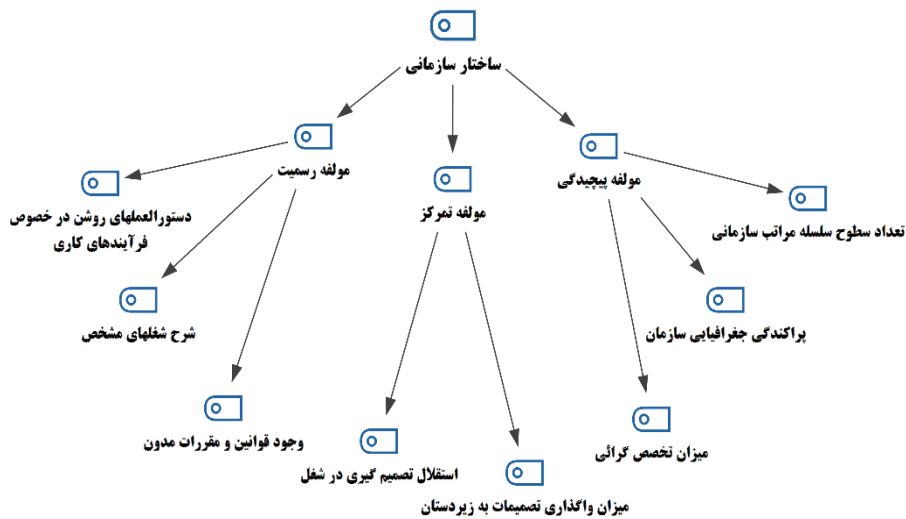 ساختار سازمانی
مولفه پیچیدگی
مولفه رسمیت
مولفه تمرکز
تعداد سطوح سلسله مراتب سازمانی
دستورالعملهای روشن در خصوص
فرآیندهای کاری
پراکندگی جغرافیایی سازمان
شرح شغلهای مشخص
میزان تخصص گرائی
وجود قوانین و مقررات مدون
استقلال تصمیم گیری در شغل
میزان واگذاری تصمیمات به زیردستان